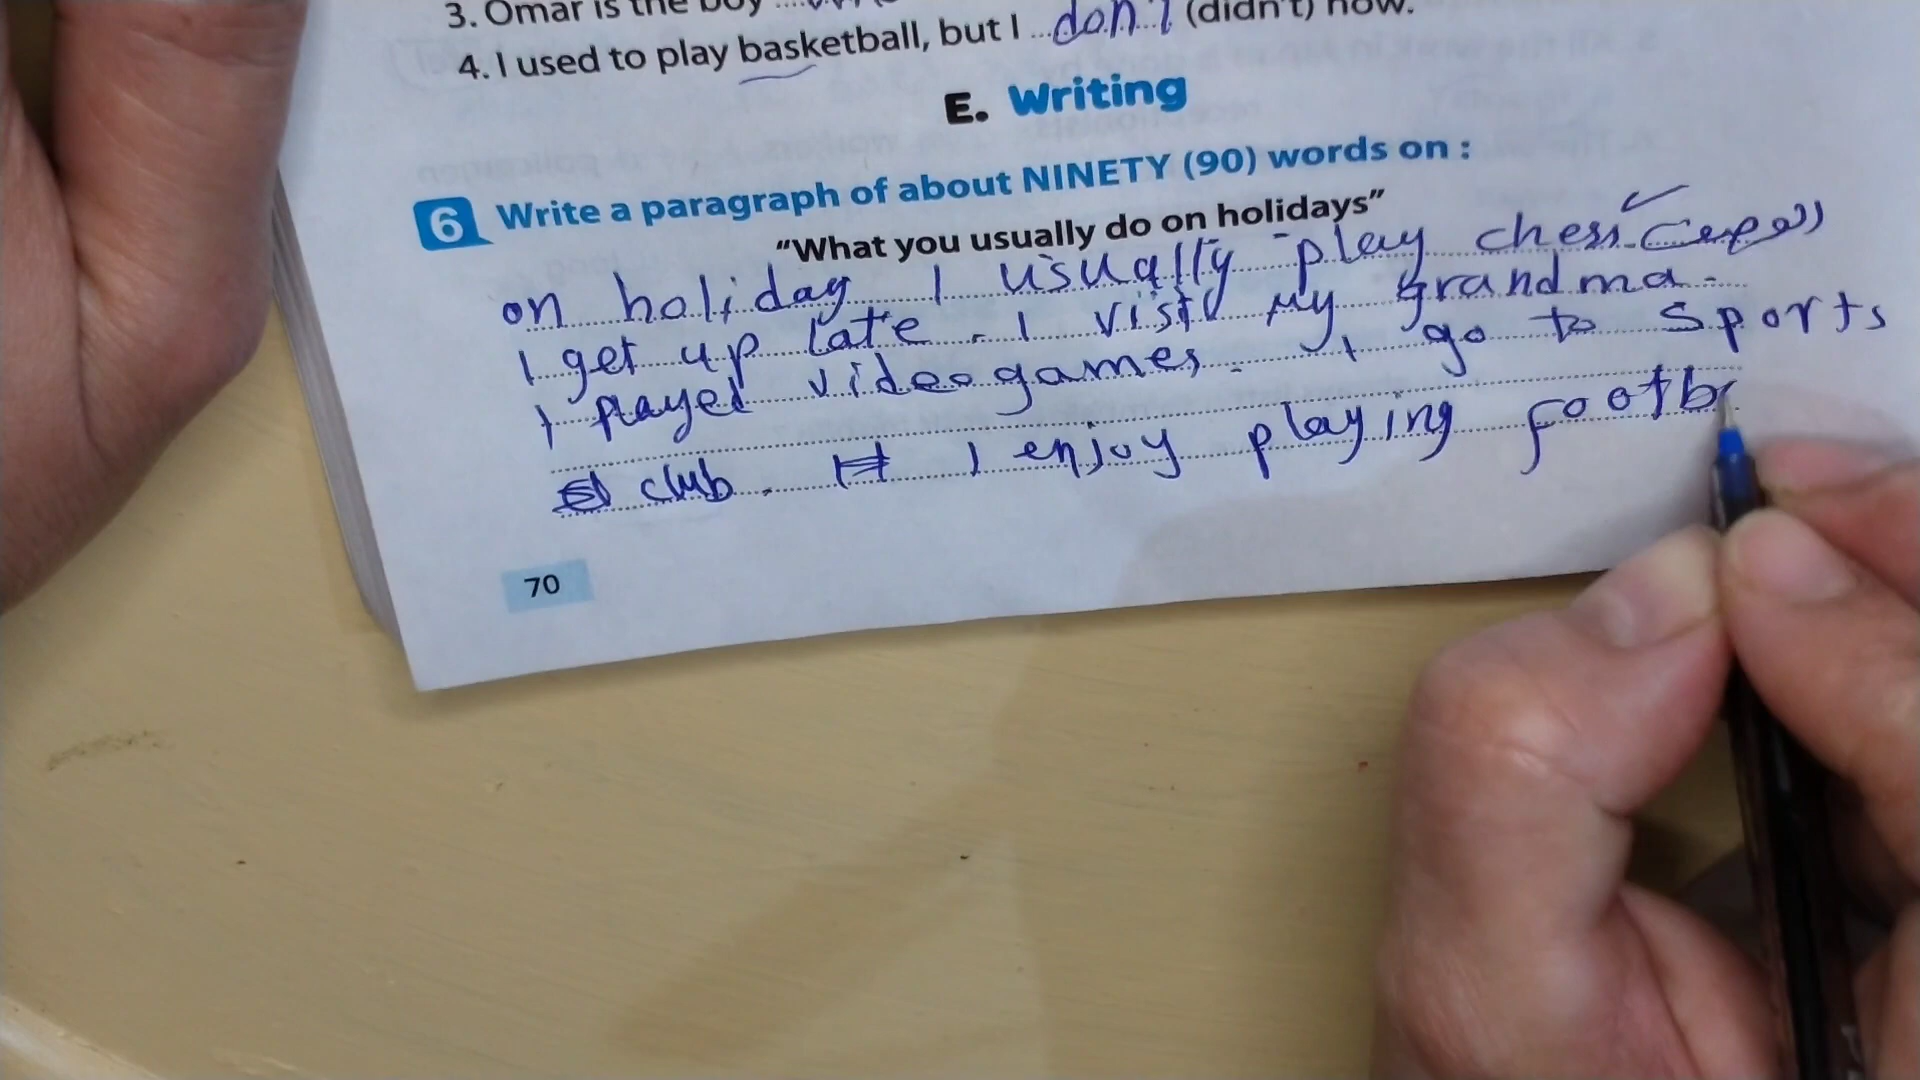 3. Omar is the boy
4. I used to play basketball, but I ... don't (didn't) now.
E. Writing
6 Write a paragraph of about NINETY (90) words on :
"What you usually do on holidays"
on holiday I usually play chess
I get up late. I visit my grandma.
I played video games. I go to sports
club. I enjoy playing footb
70